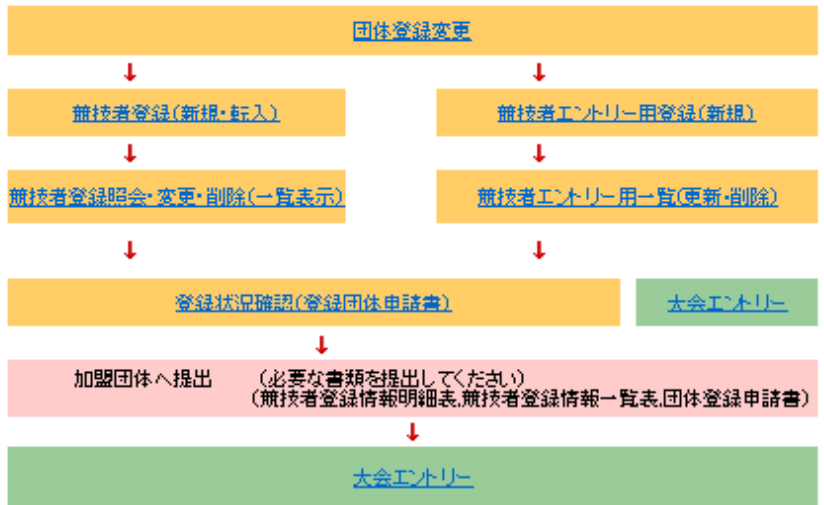 団体登録変更
↓ ↓
競技者登録(新規・転入) 競技者エントリー用登録(新規)
↓ ↓
競技者登録照会・変更・削除(一覧表示) 競技者エントリー用一覧(更新・削除)
↓ ↓
登録状況確認(登録団体申請書) 大会エントリー
↓
加盟団体へ提出 (必要な書類を提出してください)
(競技者登録情報明細表,競技者登録情報一覧表,団体登録申請書)
↓
大会エントリー